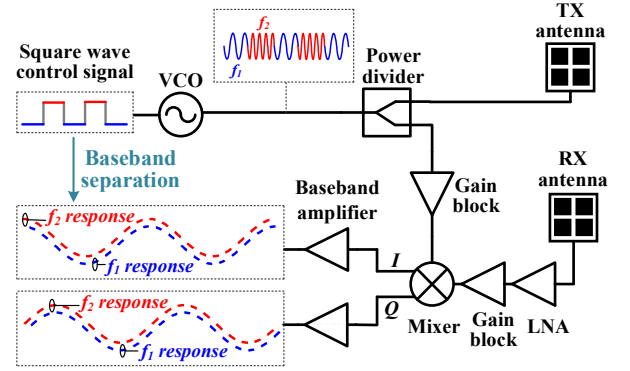 TX
antenna
Square wave
control signal
f2
f1
VCO
Power
divider
RX
antenna
Baseband
separation
Baseband
amplifier
Gain
block
f2 response
f1 response
I
f2 response
f1 response
Q
Mixer
Gain
block
LNA